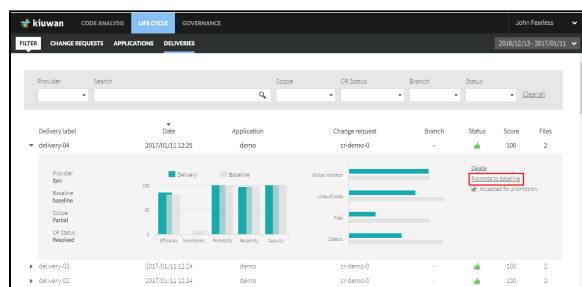 kiuwan CODE ANALYSIS LIFE CYCLE GOVERNANCE John Fearless
FILTER CHANGE REQUESTS APPLICATIONS DELIVERIES 2016/12/13 - 2017/01/11
Provider Search Scope CR Status Branch Status
Clear all
Delivery label Date Application Change request Branch Status Score Files
delivery-04 2017/01/11 12:25 demo cr-demo-0 - 100 2
Provider
ibm
Baseline
baseline
Scope
Partial
CR Status
Resolved
Delivery Baseline
100
50
0
Efficiency Maintainab... Portability Reliability Security
Global indicator
Lines of code
Files
Defects
Delete
Promote to baseline
Accepted for promotion
delivery-03 2017/01/11 12:24 demo cr-demo-0 - 100 2
delivery-02 2017/01/11 12:24 demo cr-demo-0 - 100 2